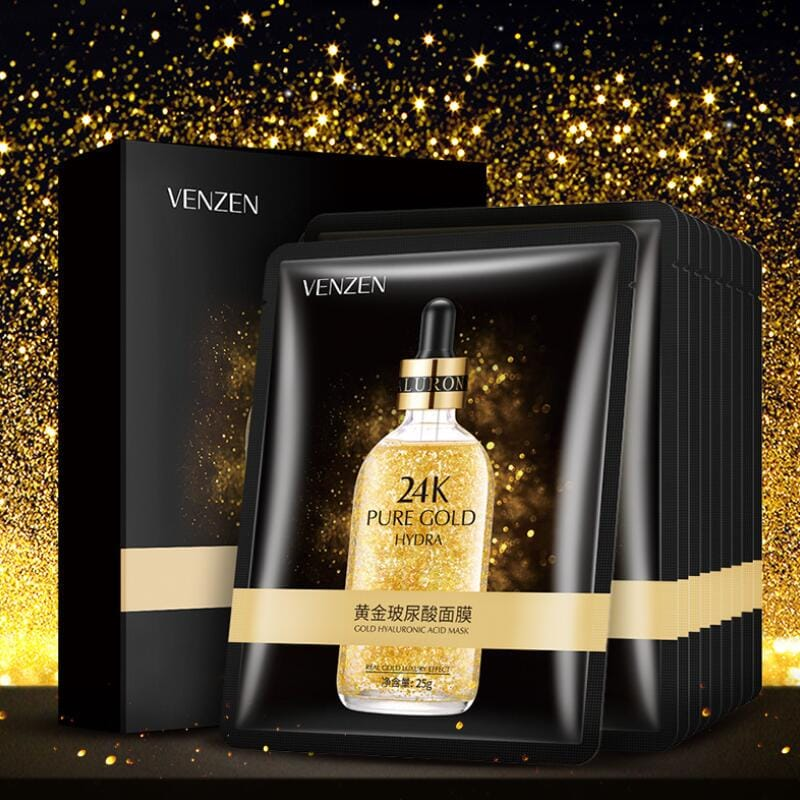 VENZEN
VENZEN
ALURON
24K
PURE GOLD
HYDRA
黄金玻尿酸面膜
GOLD HYALURONIC ACID MASK
REAL GOLD LUXURY EFFECT
净含量: 25g